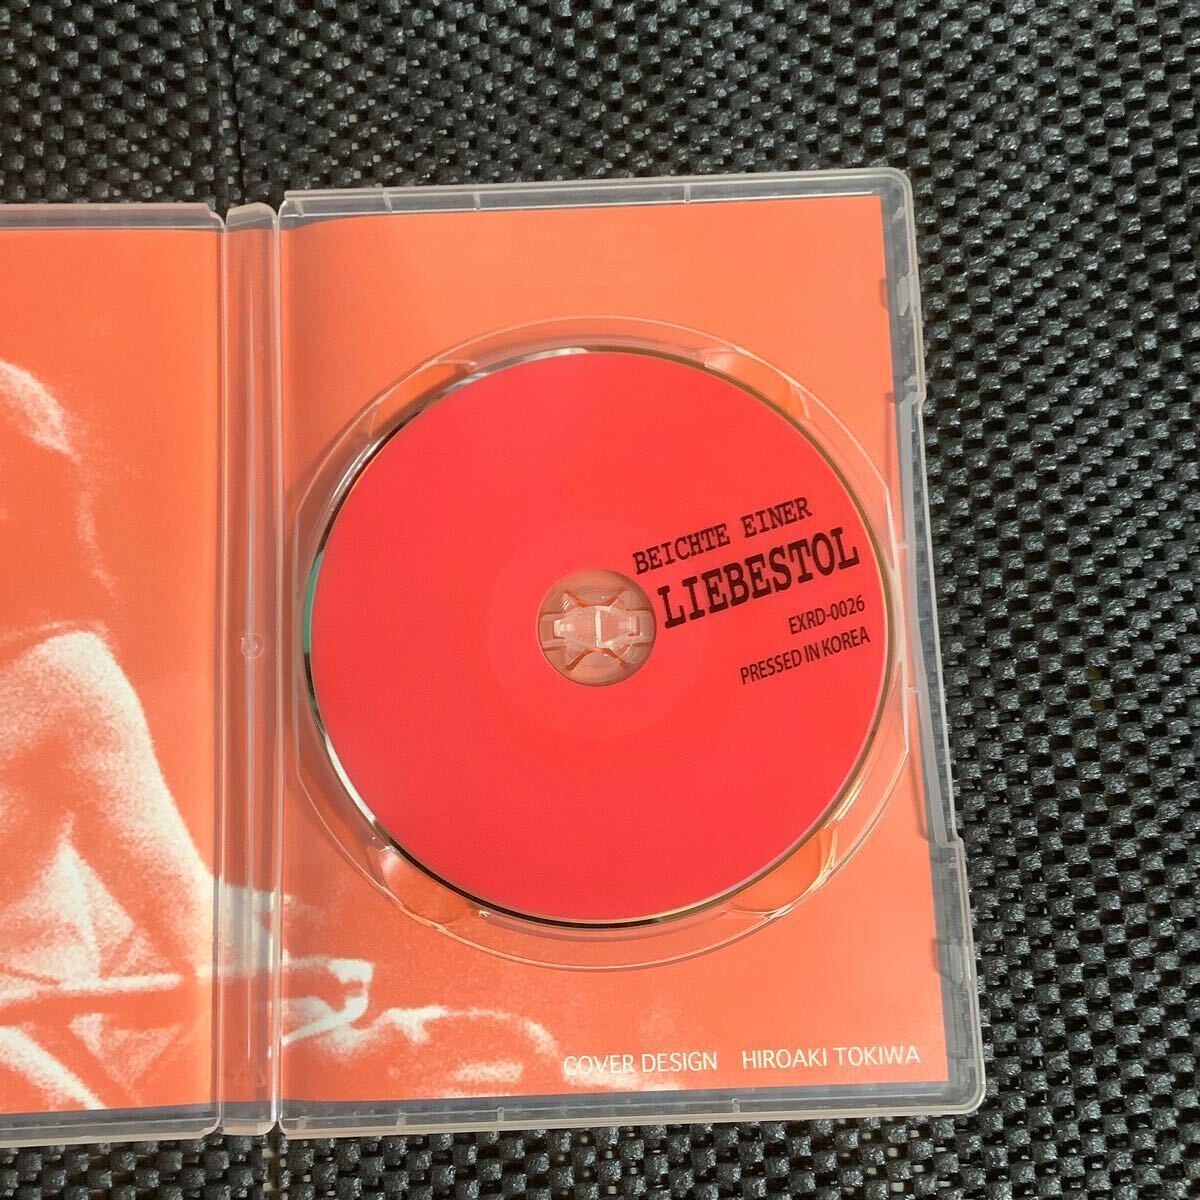 BEICHTE EINER
LIEBESTOL
EXRD-0026
PRESSED IN KOREA
COVER DESIGN HIROAKI TOKIWA